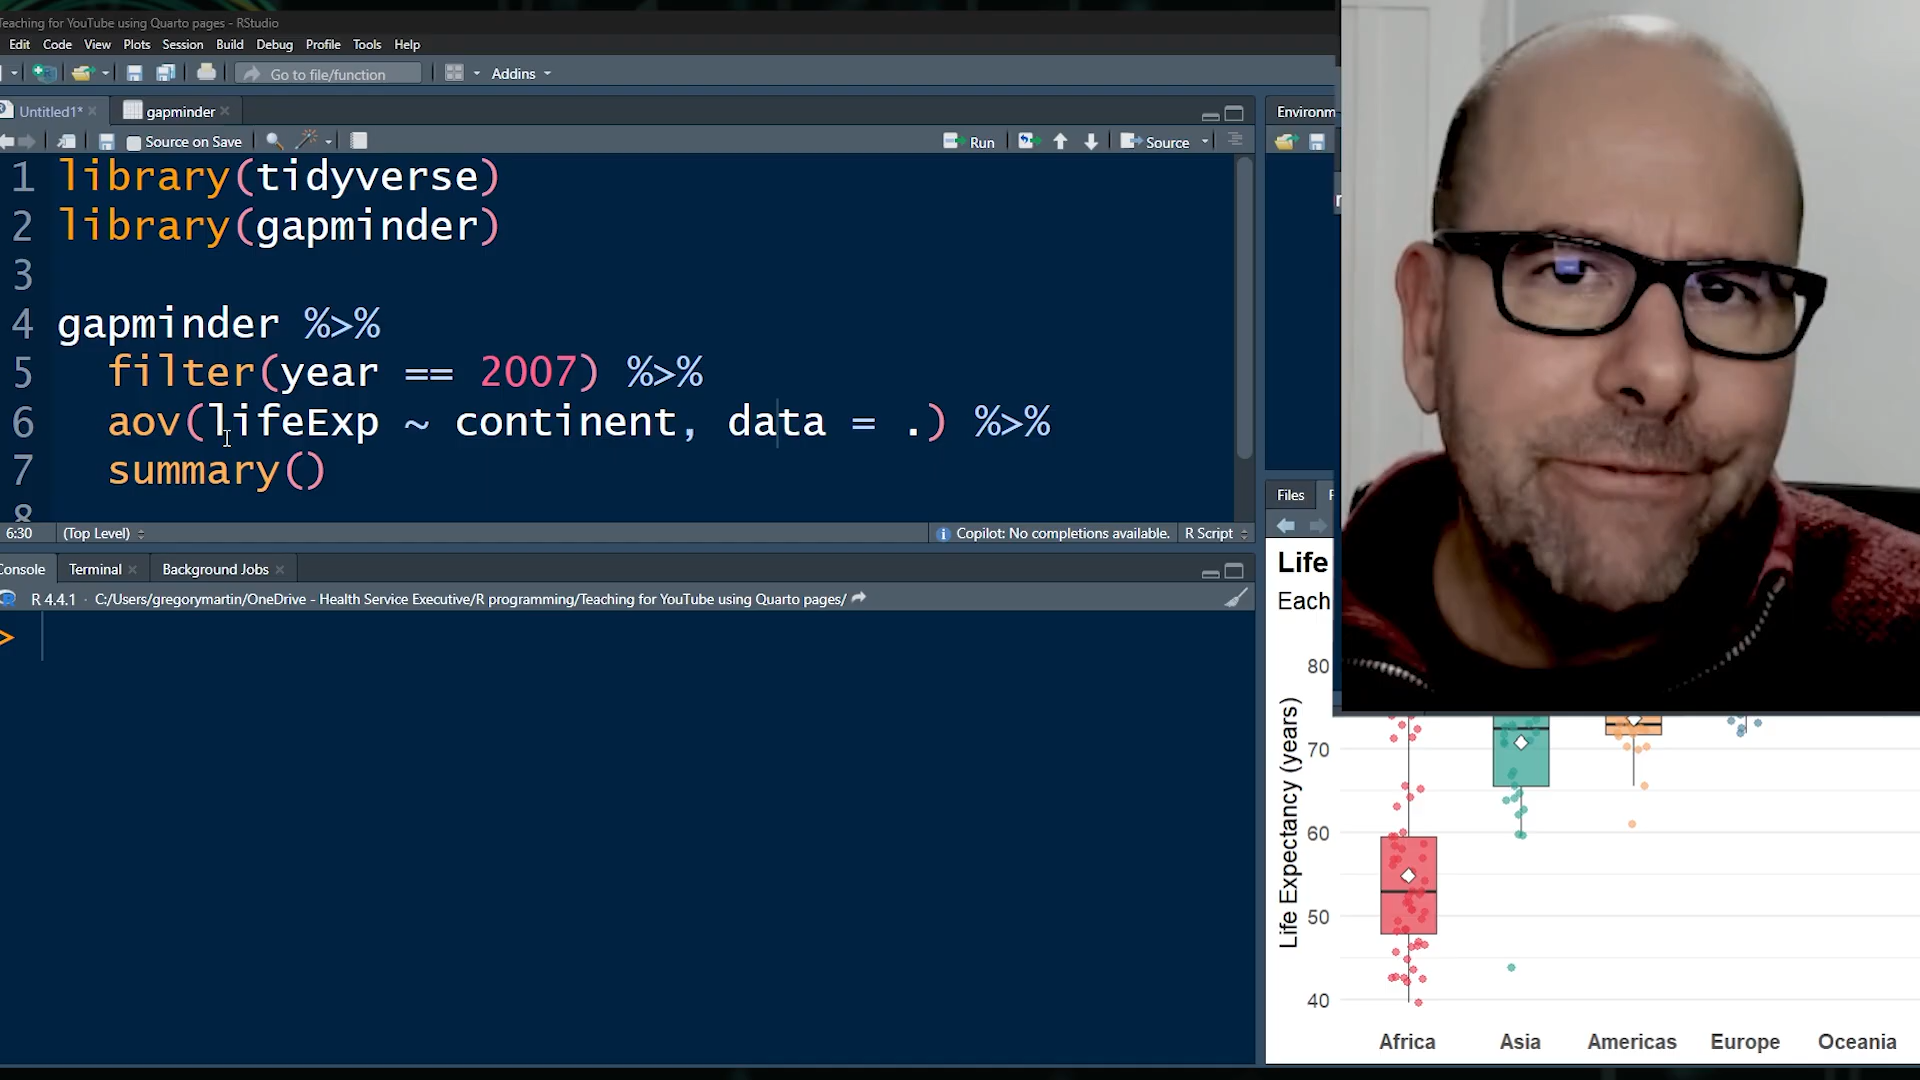 Teaching for YouTube using Quarto pages - RStudio
Edit Code View Plots Session Build Debug Profile Tools Help
Go to file/function Addins
Untitled1* gapminder
Source on Save Run Source
1 library(tidyverse)
2 library(gapminder)
3
4 gapminder %>%
5 filter(year == 2007) %>%
6 aov(lifeExp ~ continent, data = .) %>%
7 summary()
8
6:30 (Top Level) Copilot: No completions available. R Script
Console Terminal Background Jobs
R 4.4.1 · C:/Users/gregorymartin/OneDrive - Health Service Executive/R programming/Teaching for YouTube using Quarto pages/
>
Environm
Files
Life
Each
80
70
60
50
40
Life Expectancy (years)
Africa Asia Americas Europe Oceania